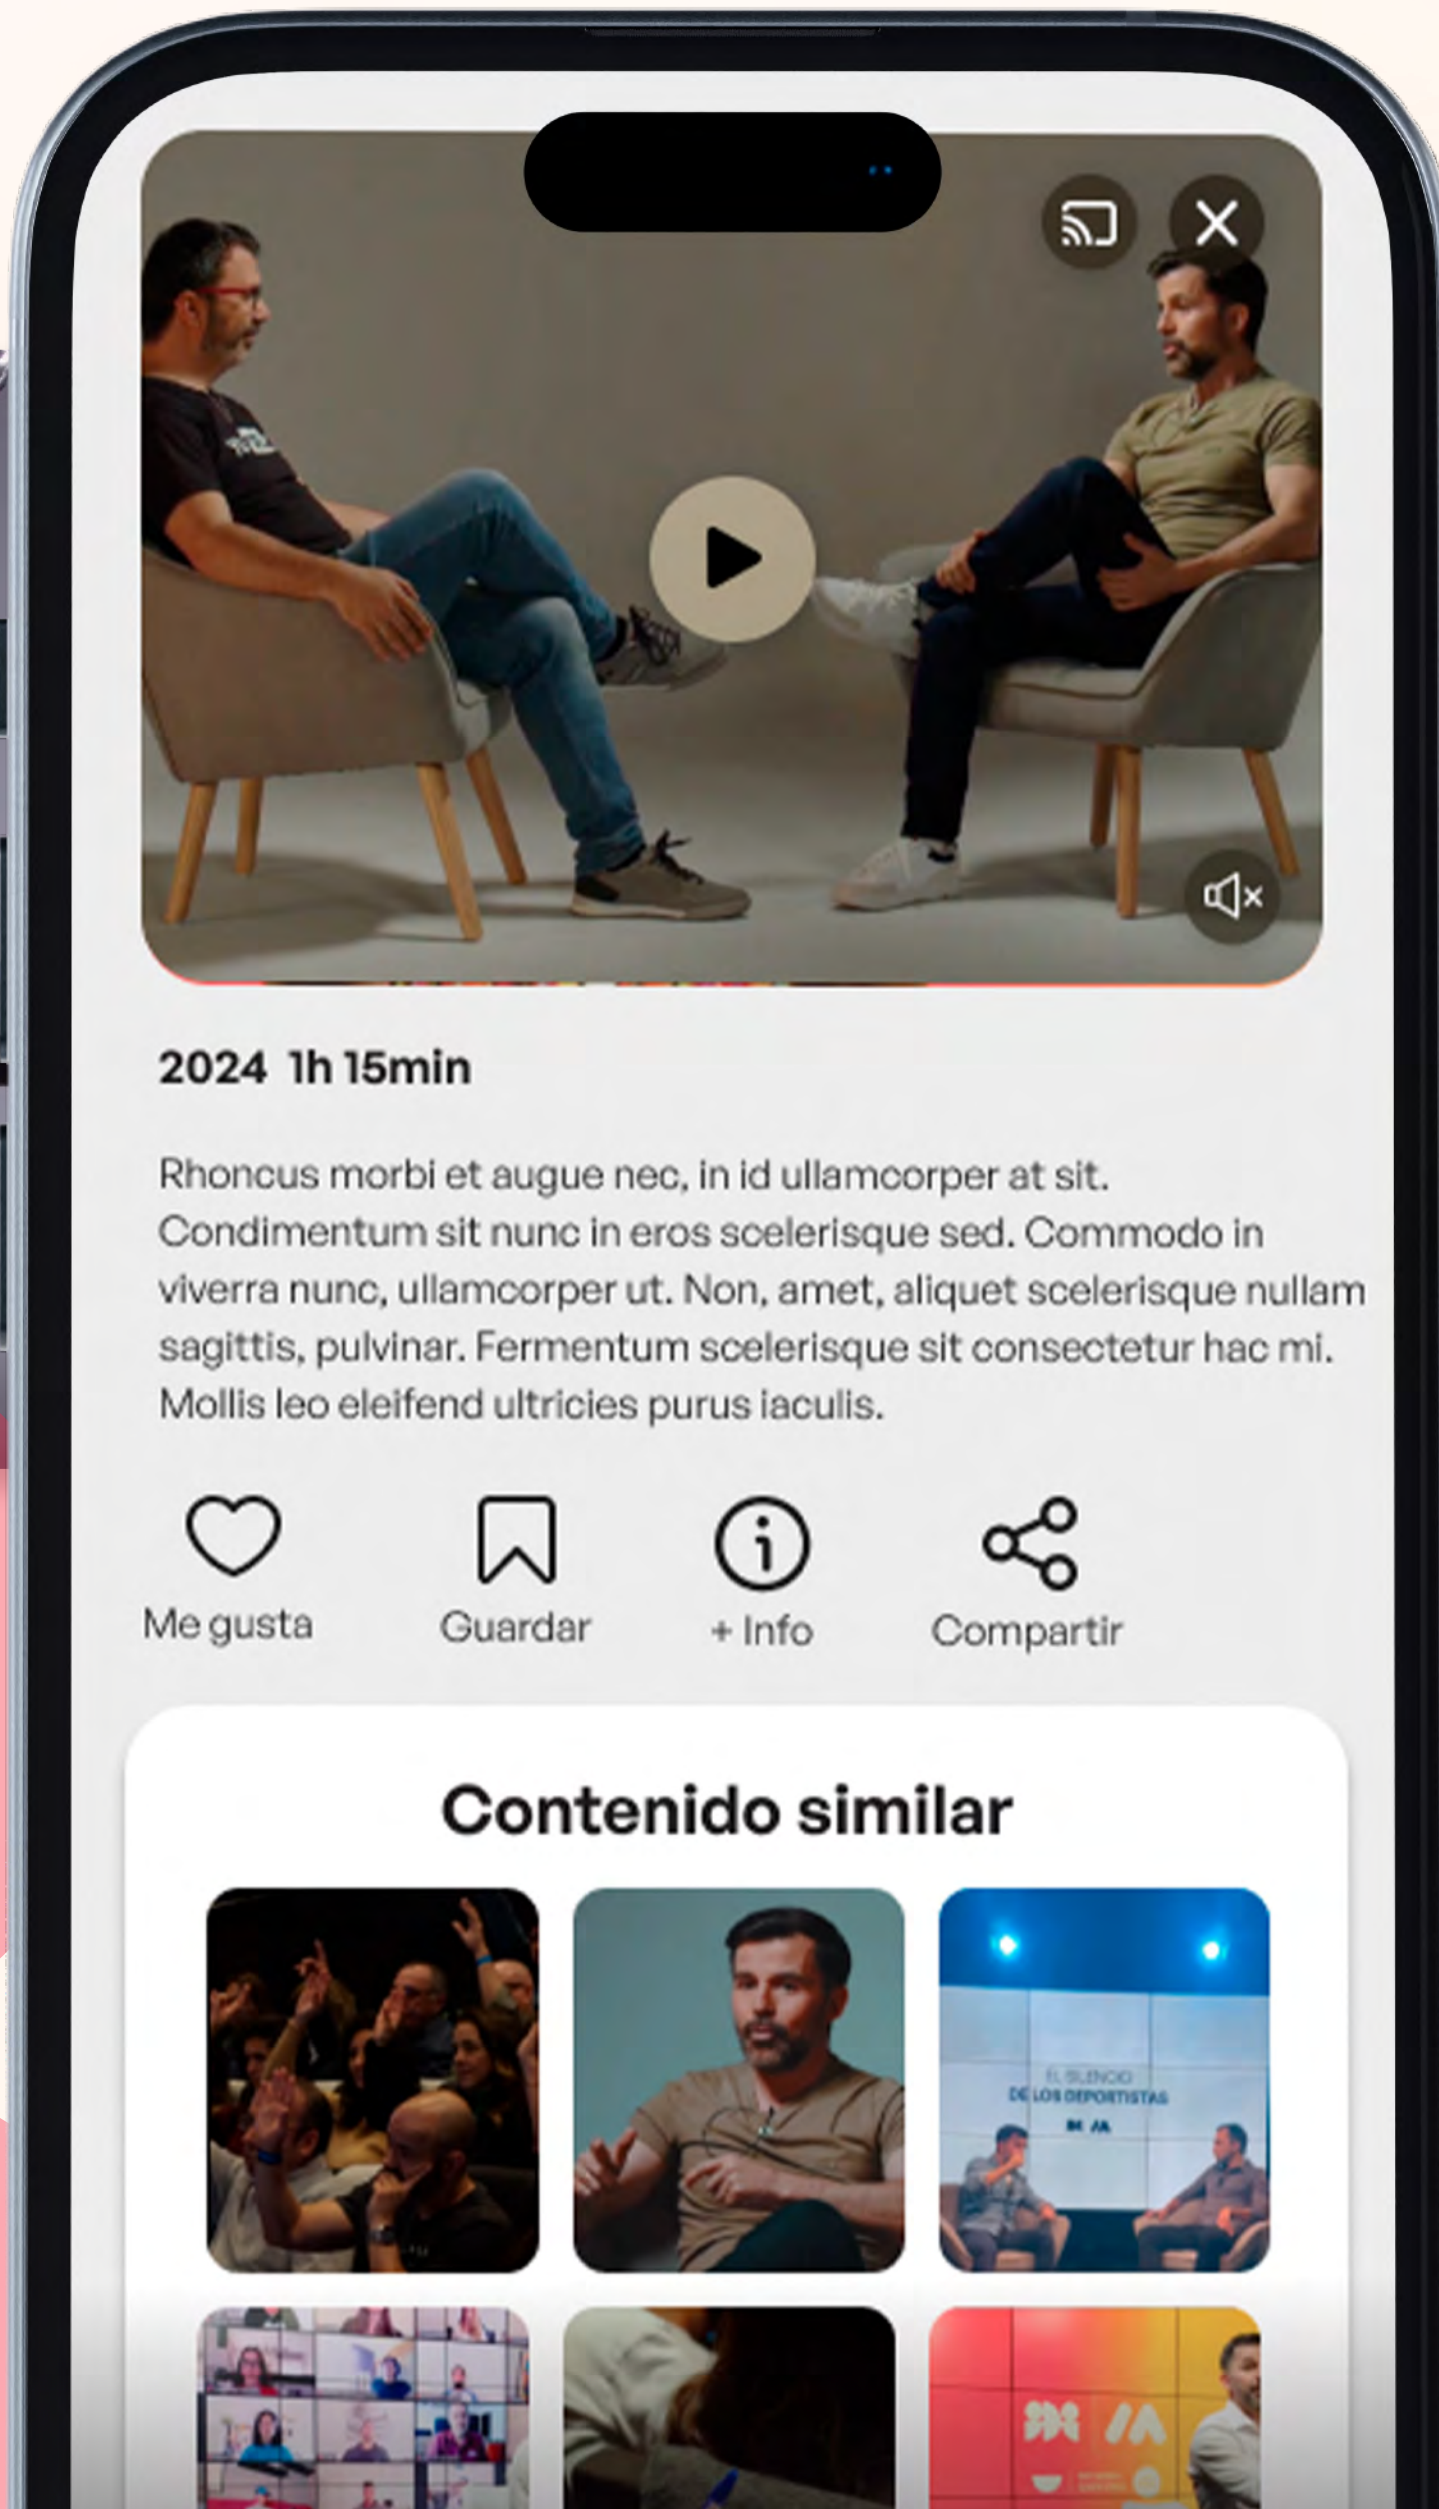 2024 1h 15min
Rhoncus morbi et augue nec, in id ullamcorper at sit.
Condimentum sit nunc in eros scelerisque sed. Commodo in
viverra nunc, ullamcorper ut. Non, amet, aliquet scelerisque nullam
sagittis, pulvinar. Fermentum scelerisque sit consectetur hac mi.
Mollis leo eleifend ultricies purus iaculis.
Me gusta
Guardar
+ Info
Compartir
Contenido similar
EL SILENCIO
DE LOS DEPORTISTAS